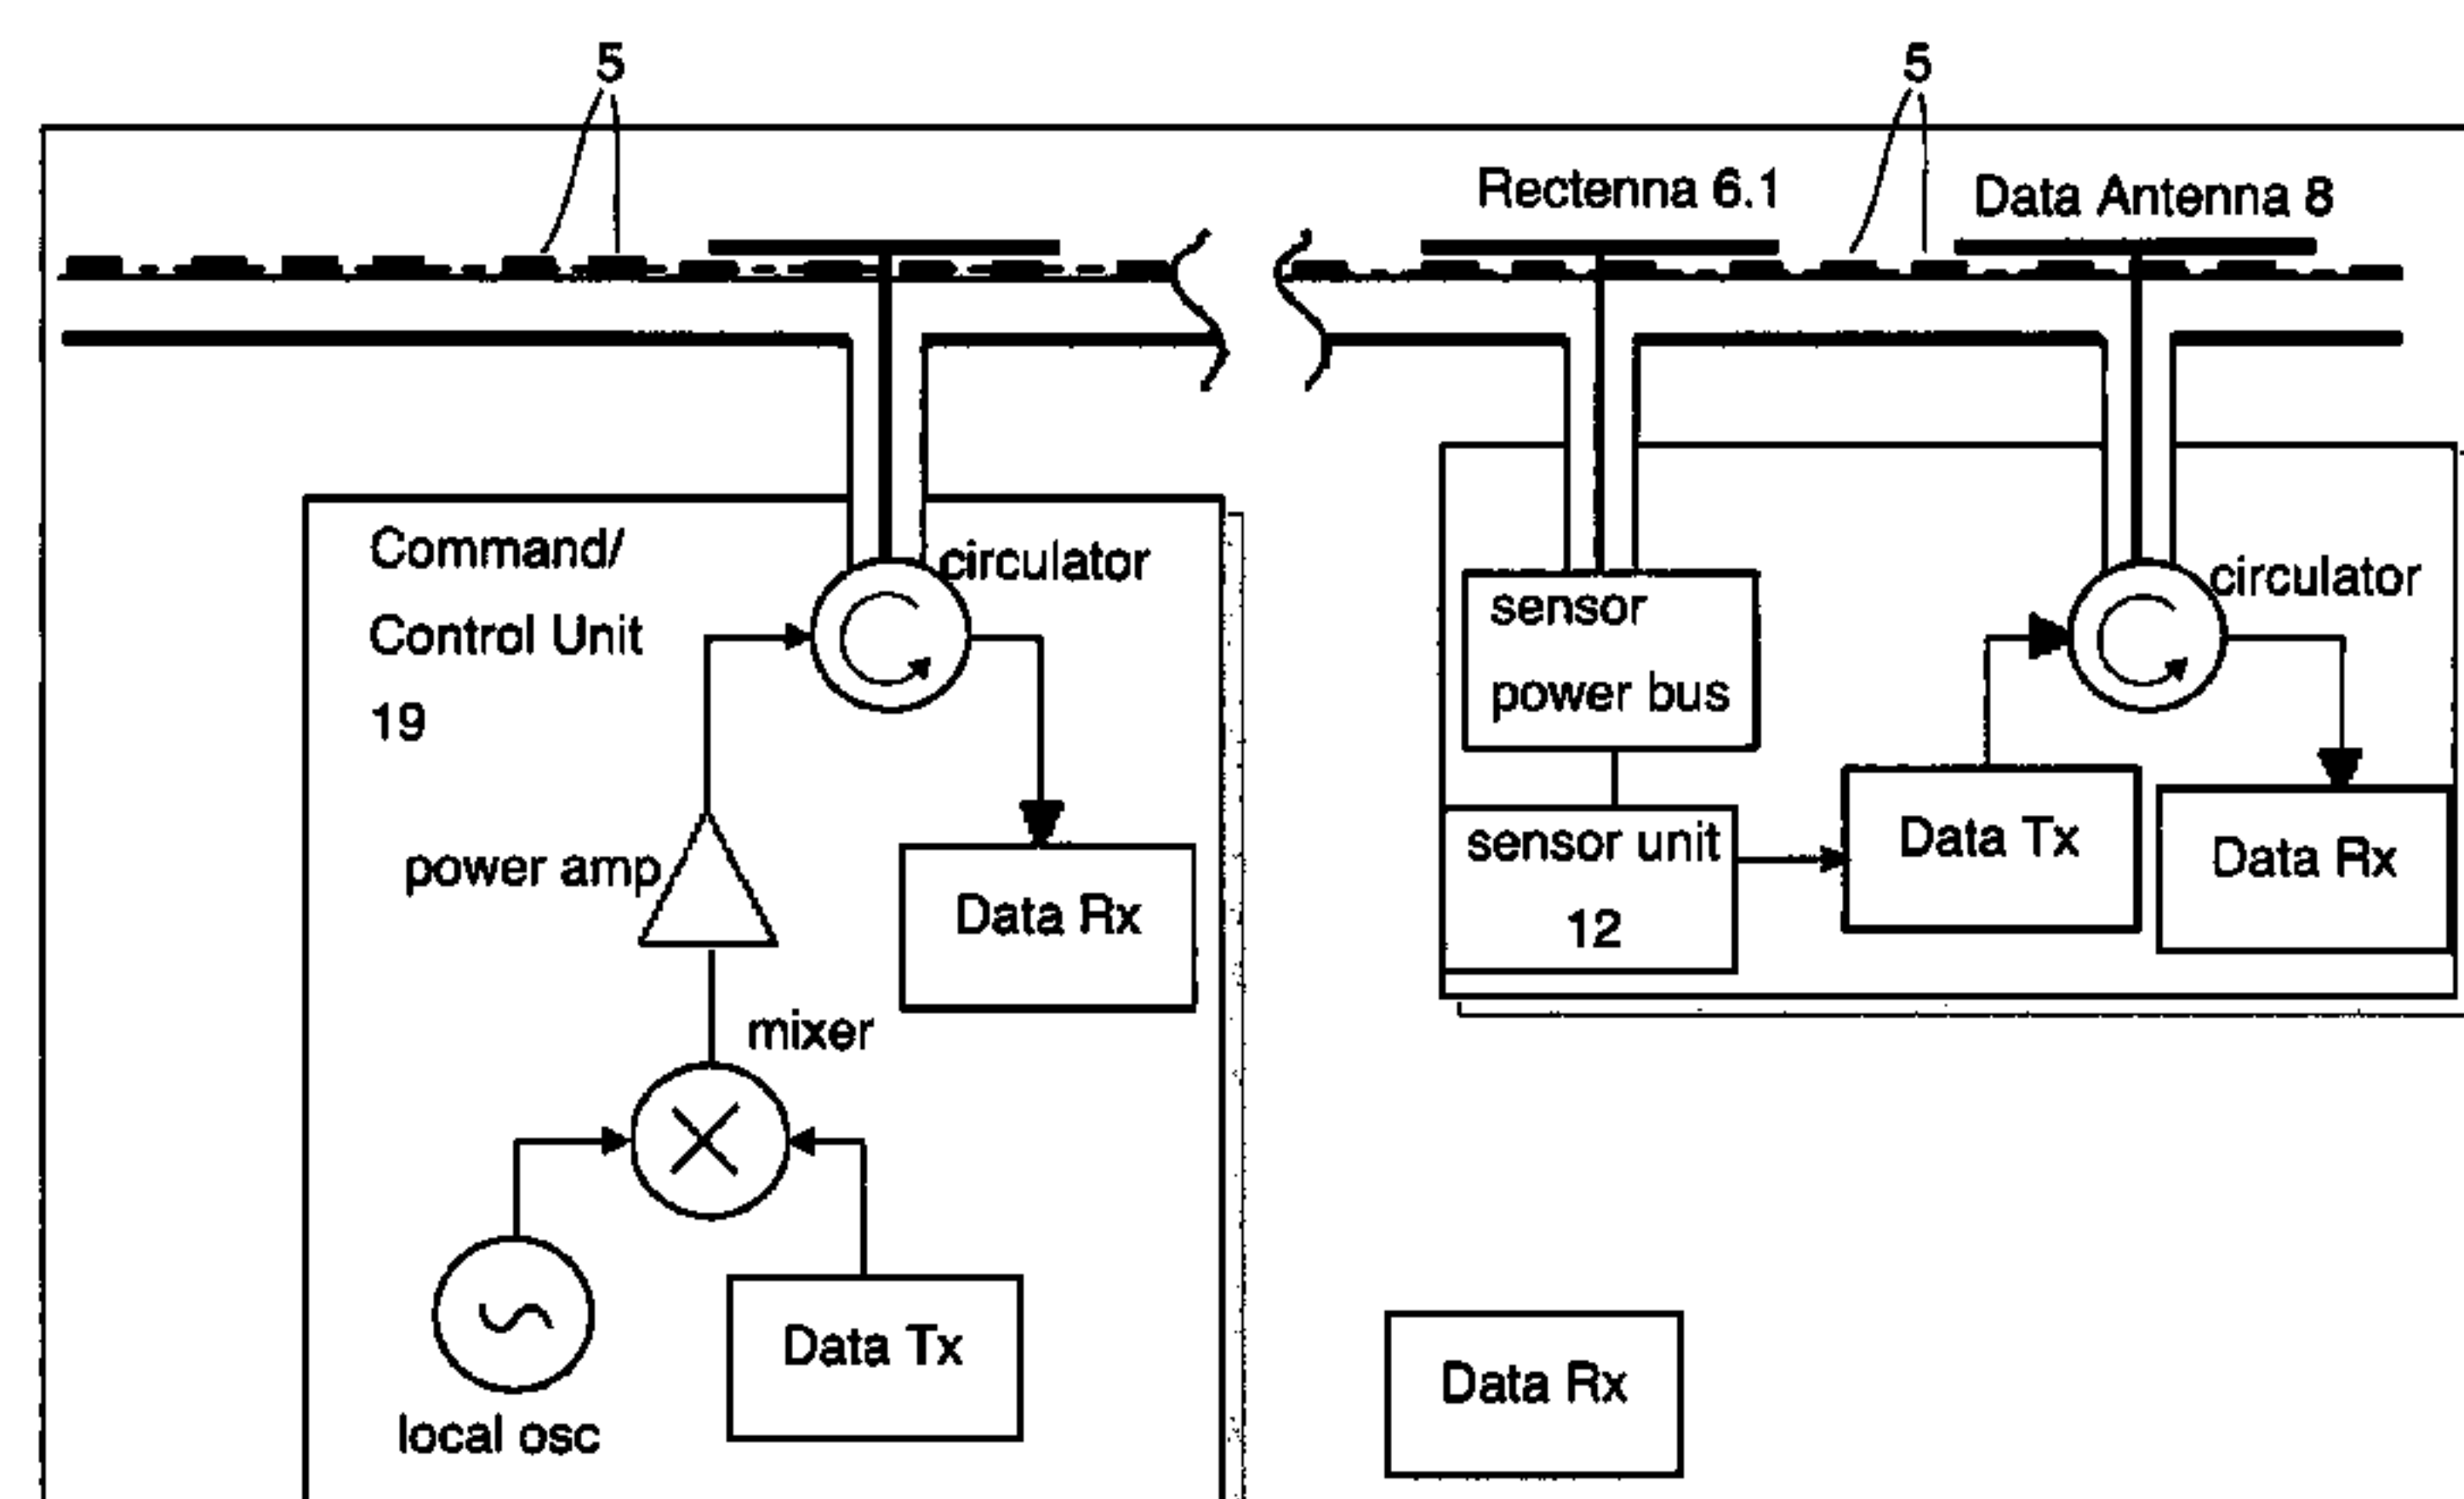 5
5
Rectenna 6.1
Data Antenna 8
Command/
Control Unit
19
circulator
power amp
Data Rx
mixer
local osc
Data Tx
sensor
power bus
circulator
sensor unit
12
Data Tx
Data Rx
Data Rx